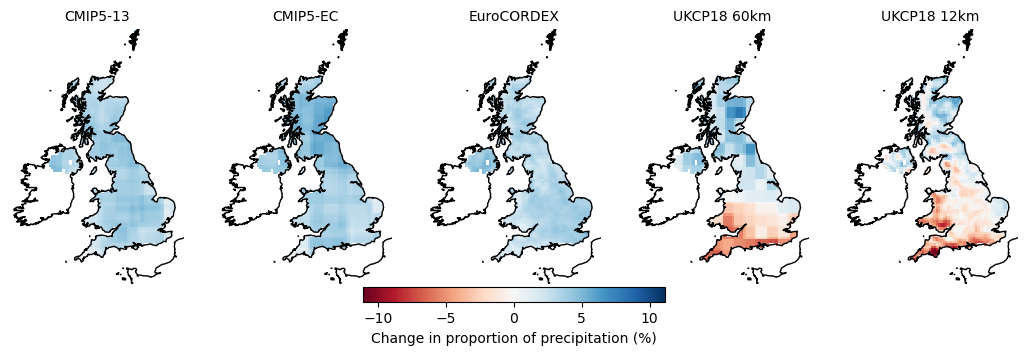 CMIP5-13 CMIP5-EC EuroCORDEX UKCP18 60km UKCP18 12km
−10 −5 0 5 10
Change in proportion of precipitation (%)